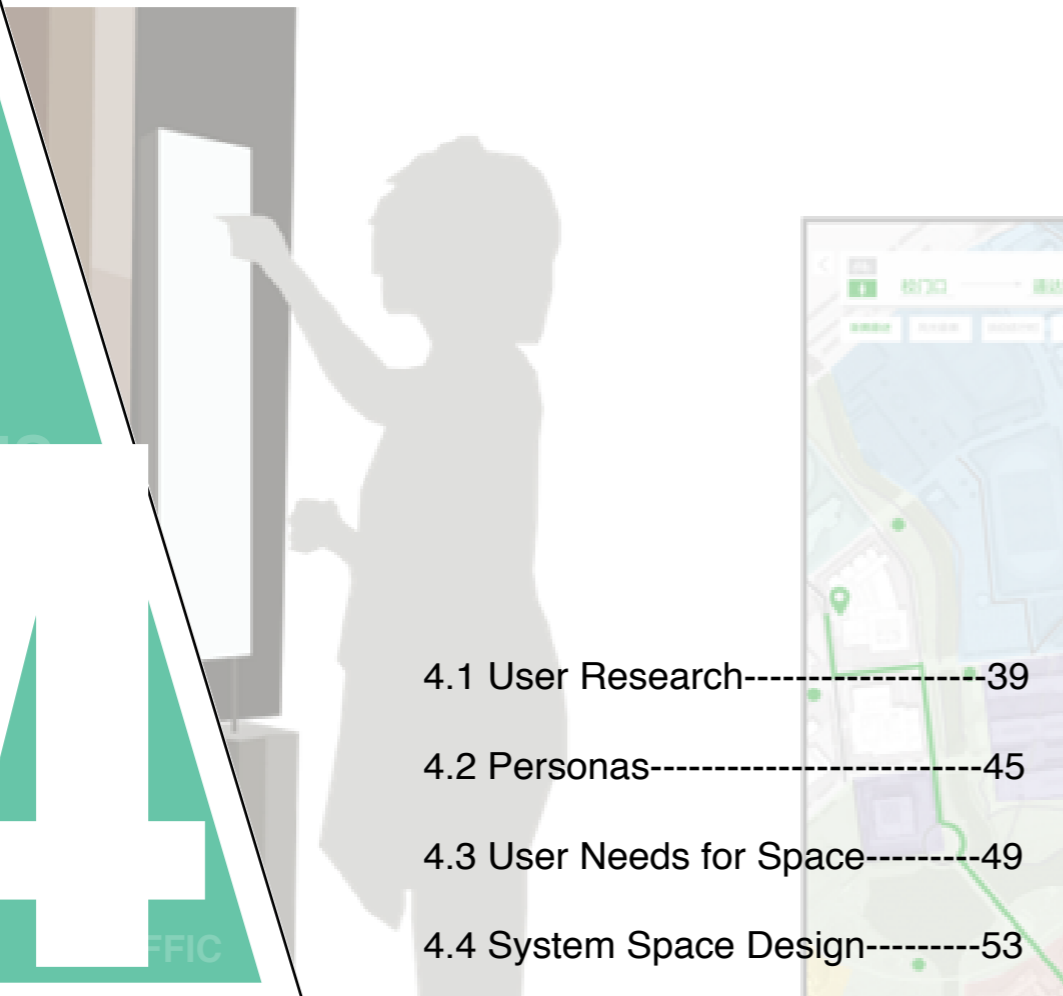 校门口
4
4.1 User Research-------------------39
4.2 Personas--------------------------45
4.3 User Needs for Space---------49
FFIC
4.4 System Space Design---------53